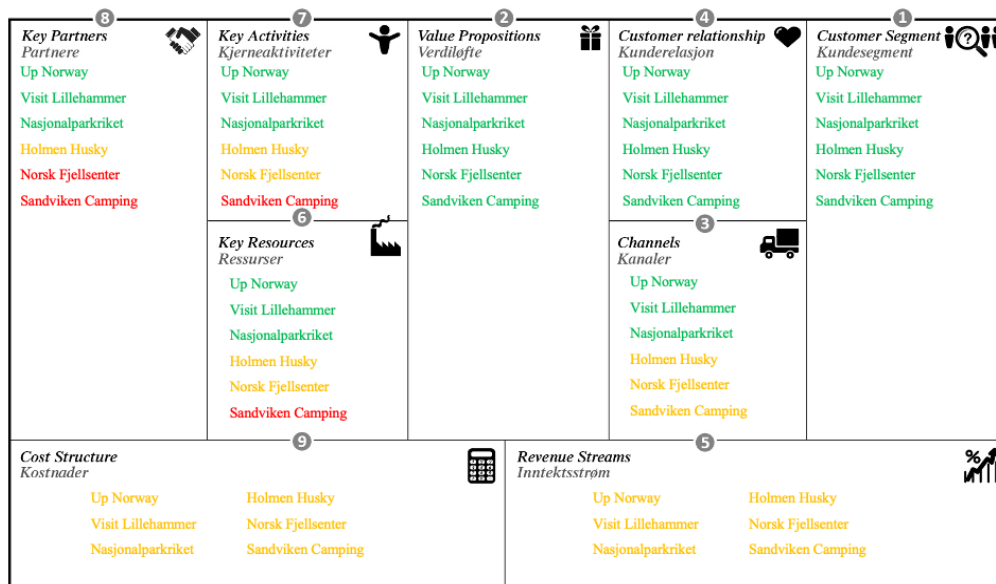 8
Key Partners
Partnere
Up Norway
Visit Lillehammer
Nasjonalparkriket
Holmen Husky
Norsk Fjellsenter
Sandviken Camping
7
Key Activities
Kjerneaktiviteter
Up Norway
Visit Lillehammer
Nasjonalparkriket
Holmen Husky
Norsk Fjellsenter
Sandviken Camping
6
Key Resources
Ressurser
Up Norway
Visit Lillehammer
Nasjonalparkriket
Holmen Husky
Norsk Fjellsenter
Sandviken Camping
2
Value Propositions
Verdiløfte
Up Norway
Visit Lillehammer
Nasjonalparkriket
Holmen Husky
Norsk Fjellsenter
Sandviken Camping
4
Customer relationship
Kunderelasjon
Up Norway
Visit Lillehammer
Nasjonalparkriket
Holmen Husky
Norsk Fjellsenter
Sandviken Camping
3
Channels
Kanaler
Up Norway
Visit Lillehammer
Nasjonalparkriket
Holmen Husky
Norsk Fjellsenter
Sandviken Camping
1
Customer Segment
?
Kundesegment
Up Norway
Visit Lillehammer
Nasjonalparkriket
Holmen Husky
Norsk Fjellsenter
Sandviken Camping
9
Cost Structure
Kostnader
Up Norway
Visit Lillehammer
Nasjonalparkriket
Holmen Husky
Norsk Fjellsenter
Sandviken Camping
5
Revenue Streams
%
Inntektsstrøm
Up Norway
Visit Lillehammer
Nasjonalparkriket
Holmen Husky
Norsk Fjellsenter
Sandviken Camping